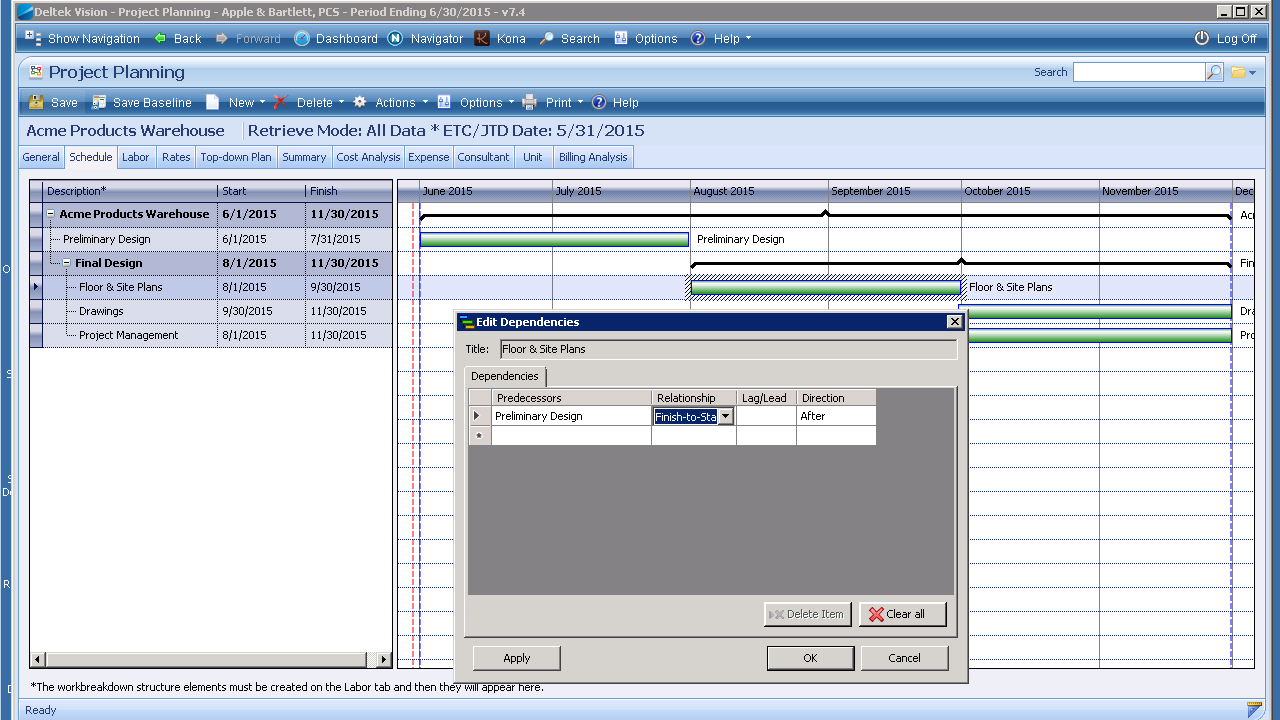 Deltek Vision - Project Planning - Apple & Bartlett, PCS - Period Ending 6/30/2015 - v7.4
Show Navigation Back Forward Dashboard Navigator Kona Search Options Help Log Off
Project Planning Search
Save Save Baseline New Delete Actions Options Print Help
Acme Products Warehouse Retrieve Mode: All Data * ETC/JTD Date: 5/31/2015
General Schedule Labor Rates Top-down Plan Summary Cost Analysis Expense Consultant Unit Billing Analysis
Description* Start Finish June 2015 July 2015 August 2015 September 2015 October 2015 November 2015 Dec
Acme Products Warehouse 6/1/2015 11/30/2015 Acr
Preliminary Design 6/1/2015 7/31/2015 Preliminary Design
Final Design 8/1/2015 11/30/2015 Fin
Floor & Site Plans 8/1/2015 9/30/2015 Floor & Site Plans
Drawings 9/30/2015 11/30/2015 Dra
Project Management 8/1/2015 11/30/2015 Pro
Edit Dependencies
Title: Floor & Site Plans
Dependencies
Predecessors Relationship Lag/Lead Direction
Preliminary Design Finish-to-Sta After
*
Delete Item Clear all
Apply OK Cancel
*The workbreakdown structure elements must be created on the Labor tab and then they will appear here.
Ready